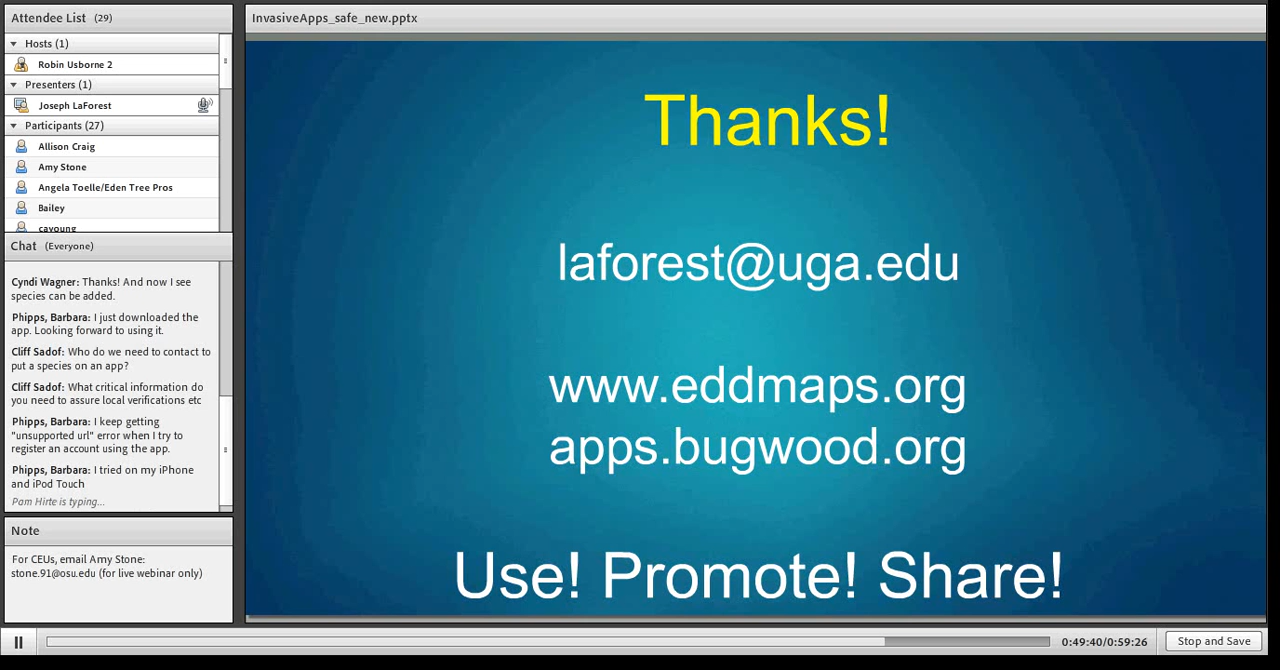 Attendee List (29)
Hosts (1)
Robin Usborne 2
Presenters (1)
Joseph LaForest
Participants (27)
Allison Craig
Amy Stone
Angela Toelle/Eden Tree Pros
Bailey
cayoung
Chat (Everyone)
Cyndi Wagner: Thanks! And now I see
species can be added.
Phipps, Barbara: I just downloaded the
app. Looking forward to using it.
Cliff Sadof: Who do we need to contact to
put a species on an app?
Cliff Sadof: What critical information do
you need to assure local verifications etc
Phipps, Barbara: I keep getting
"unsupported url" error when I try to
register an account using the app.
Phipps, Barbara: I tried on my iPhone
and iPod Touch
Pam Hirte is typing...
Note
For CEUs, email Amy Stone:
stone.91@osu.edu (for live webinar only)
InvasiveApps_safe_new.pptx
Thanks!
laforest@uga.edu
www.eddmaps.org
apps.bugwood.org
Use! Promote! Share!
0:49:40/0:59:26
Stop and Save